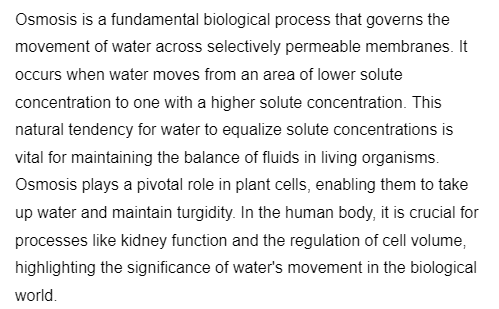 Osmosis is a fundamental biological process that governs the
movement of water across selectively permeable membranes. It
occurs when water moves from an area of lower solute
concentration to one with a higher solute concentration. This
natural tendency for water to equalize solute concentrations is
vital for maintaining the balance of fluids in living organisms.
Osmosis plays a pivotal role in plant cells, enabling them to take
up water and maintain turgidity. In the human body, it is crucial for
processes like kidney function and the regulation of cell volume,
highlighting the significance of water's movement in the biological
world.